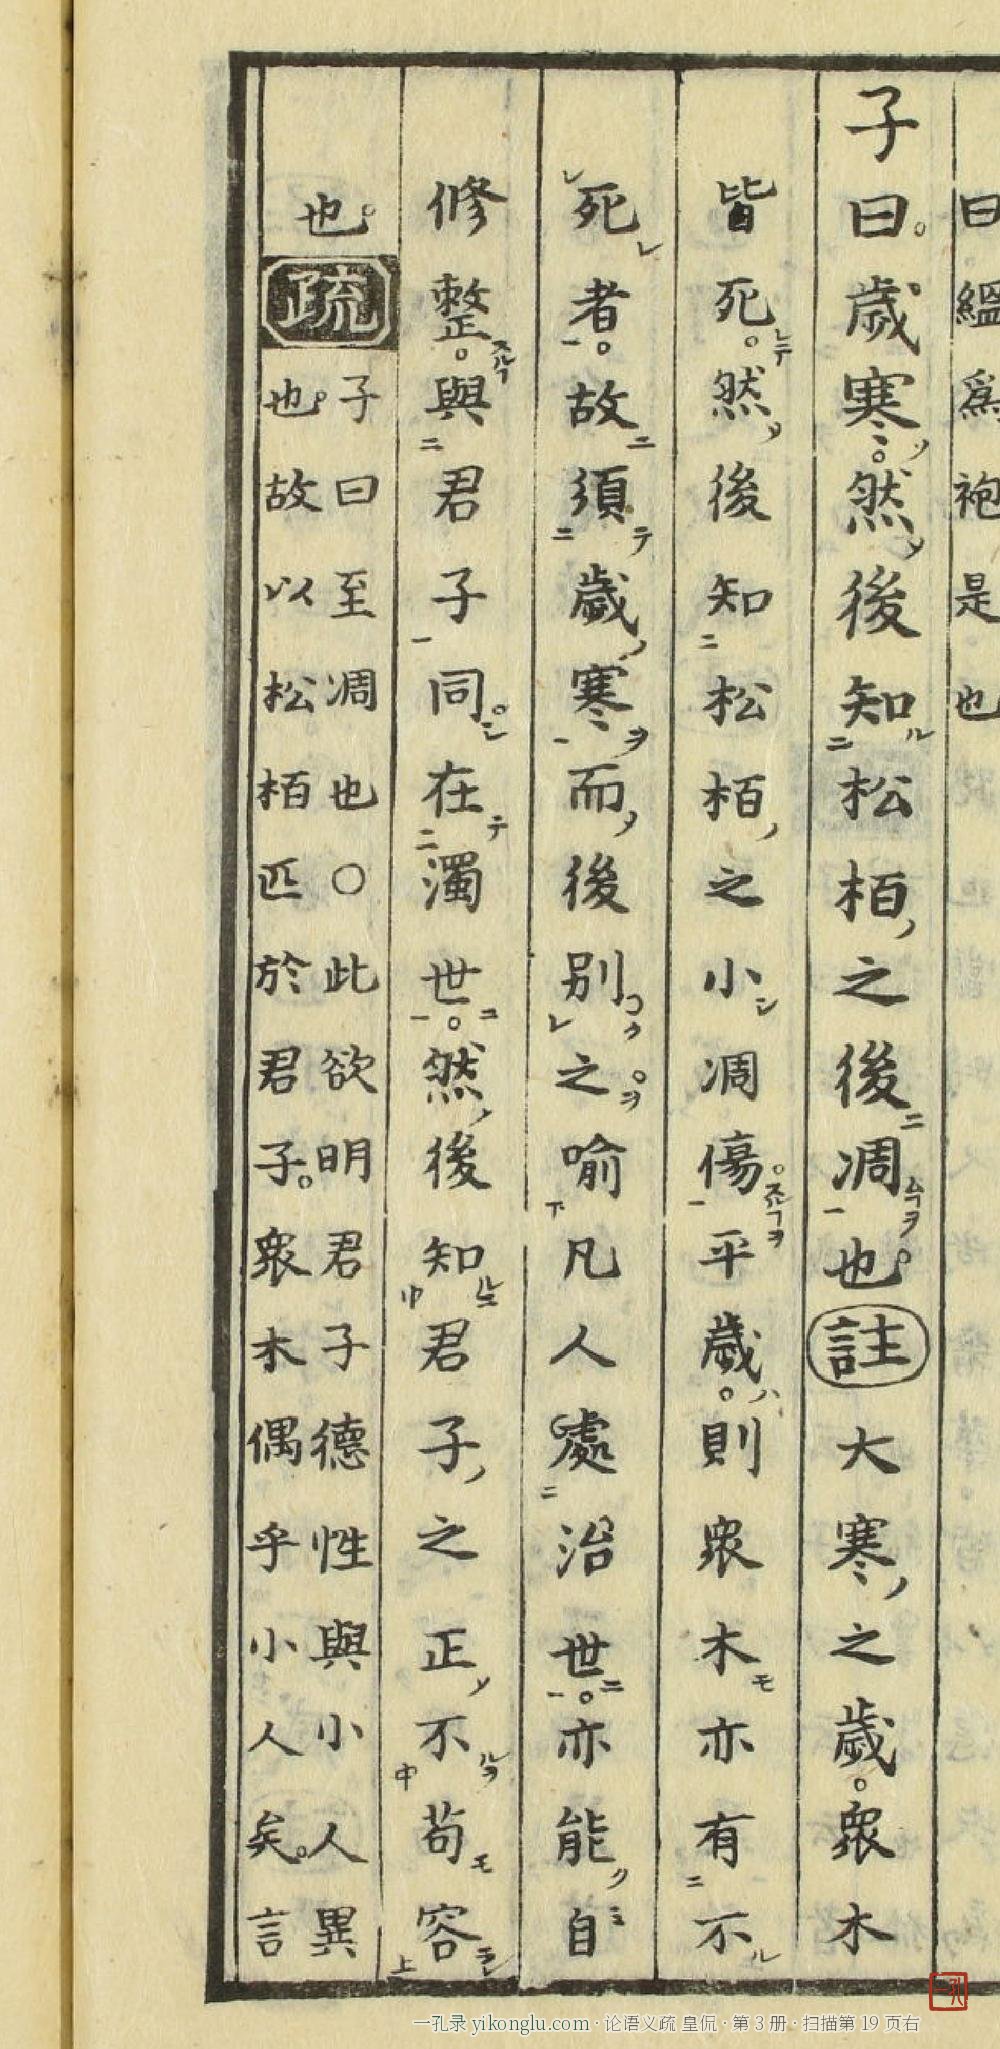 曰縕爲袍是也
子曰歲寒然後知松栢之後凋也註大寒之歲衆木
皆死然後知松栢之小凋傷平歲則衆木亦有不
死者故須歲寒而後別之喻凡人處治世亦能自
修整與君子同在濁世然後知君子之正不苟容
也疏子曰至凋也○此欲明君子德性與小人異
也故以松栢匹於君子衆木偶乎小人矣言
一孔录 yikonglu.com · 论语义疏 皇侃 · 第 3 册 · 扫描第 19 页右